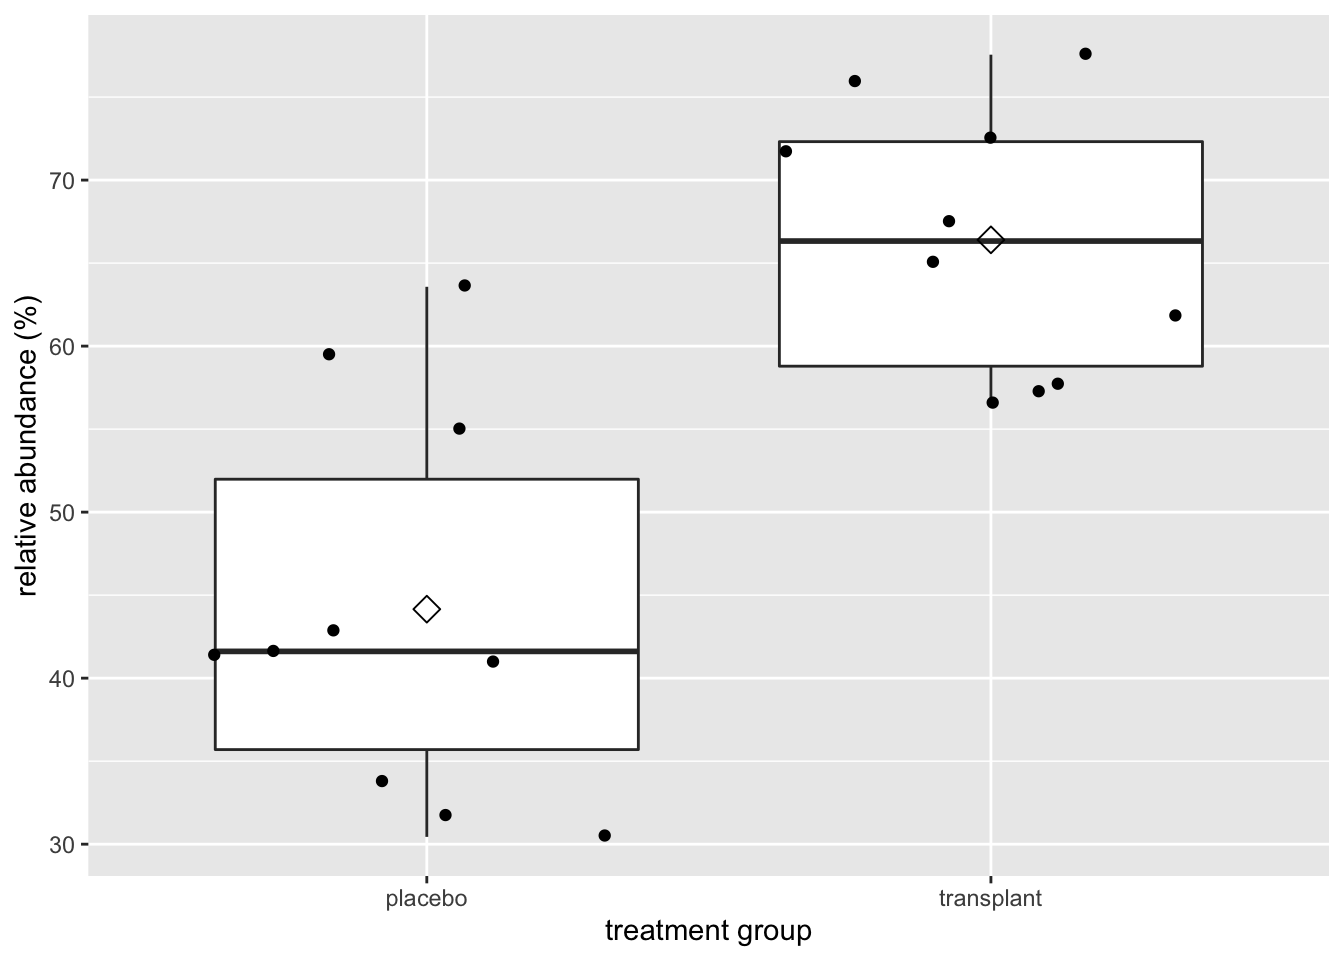 relative abundance (%)
70
60
50
40
30
placebo
transplant
treatment group